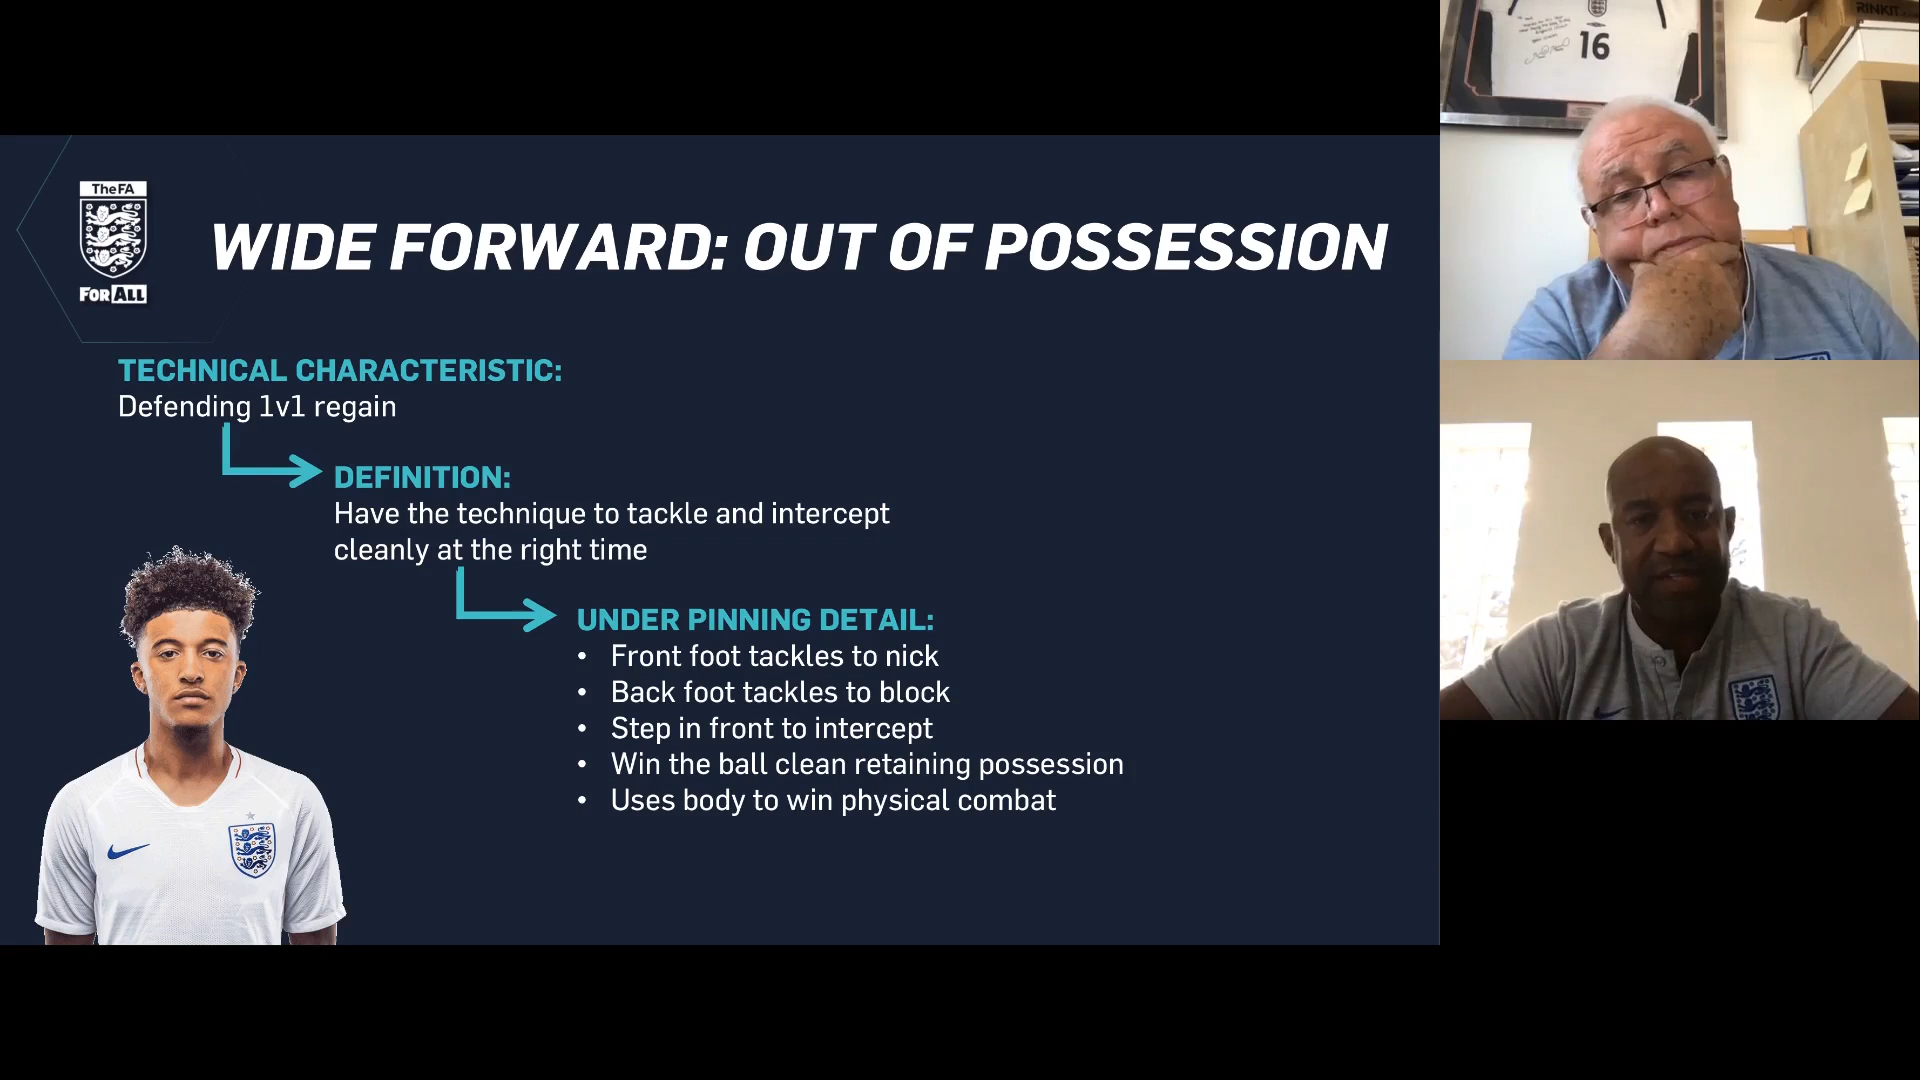 TheFA
FOR ALL
WIDE FORWARD: OUT OF POSSESSION
TECHNICAL CHARACTERISTIC:
Defending 1v1 regain
DEFINITION:
Have the technique to tackle and intercept
cleanly at the right time
UNDER PINNING DETAIL:
• Front foot tackles to nick
• Back foot tackles to block
• Step in front to intercept
• Win the ball clean retaining possession
• Uses body to win physical combat
16
RINKIT